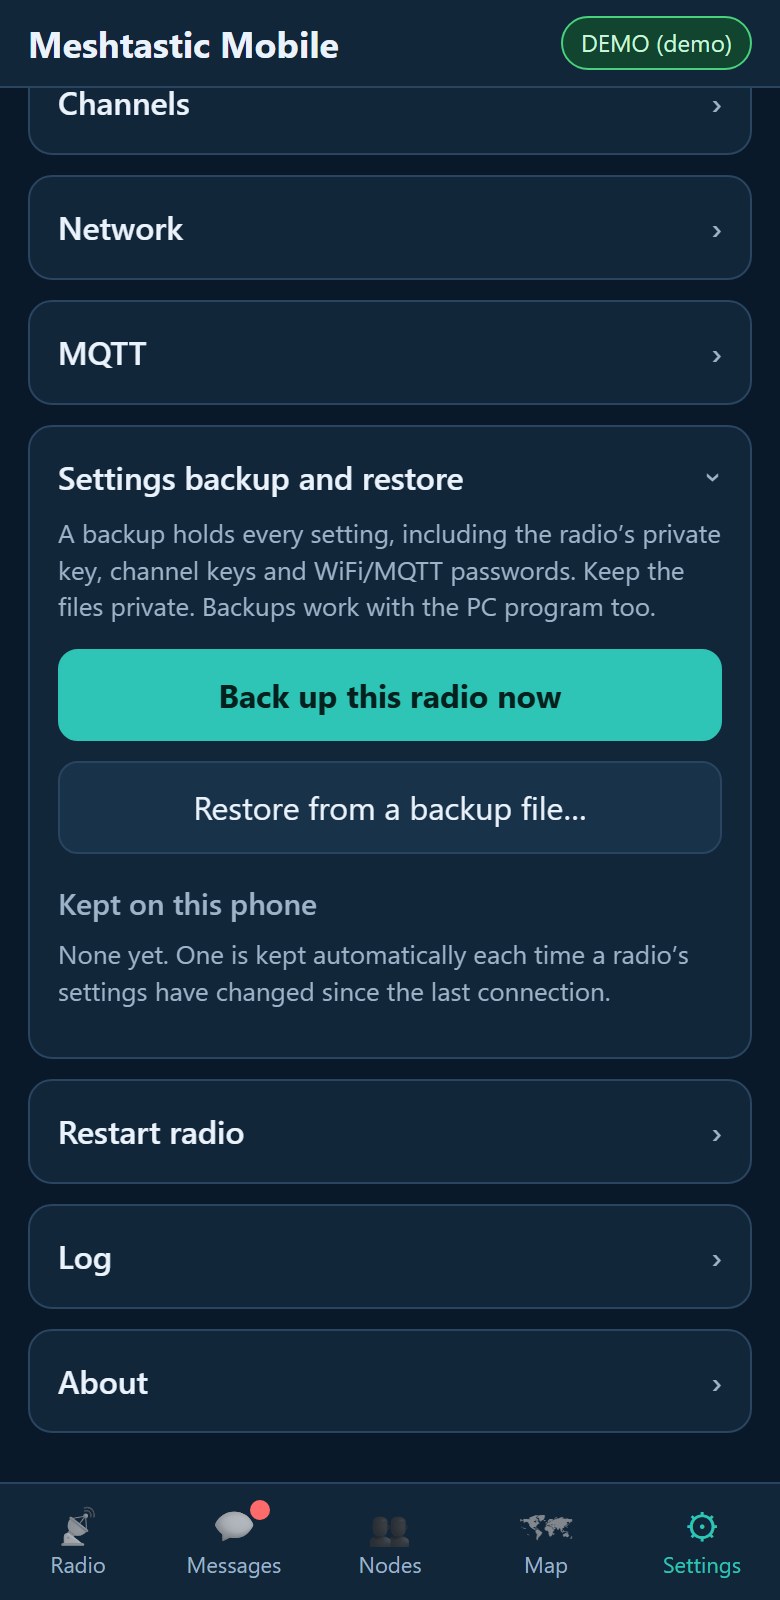 Meshtastic Mobile
DEMO (demo)
Channels
Network
MQTT
Settings backup and restore
A backup holds every setting, including the radio’s private
key, channel keys and WiFi/MQTT passwords. Keep the
files private. Backups work with the PC program too.
Back up this radio now
Restore from a backup file...
Kept on this phone
None yet. One is kept automatically each time a radio’s
settings have changed since the last connection.
Restart radio
Log
About
Radio
Messages
Nodes
Map
Settings